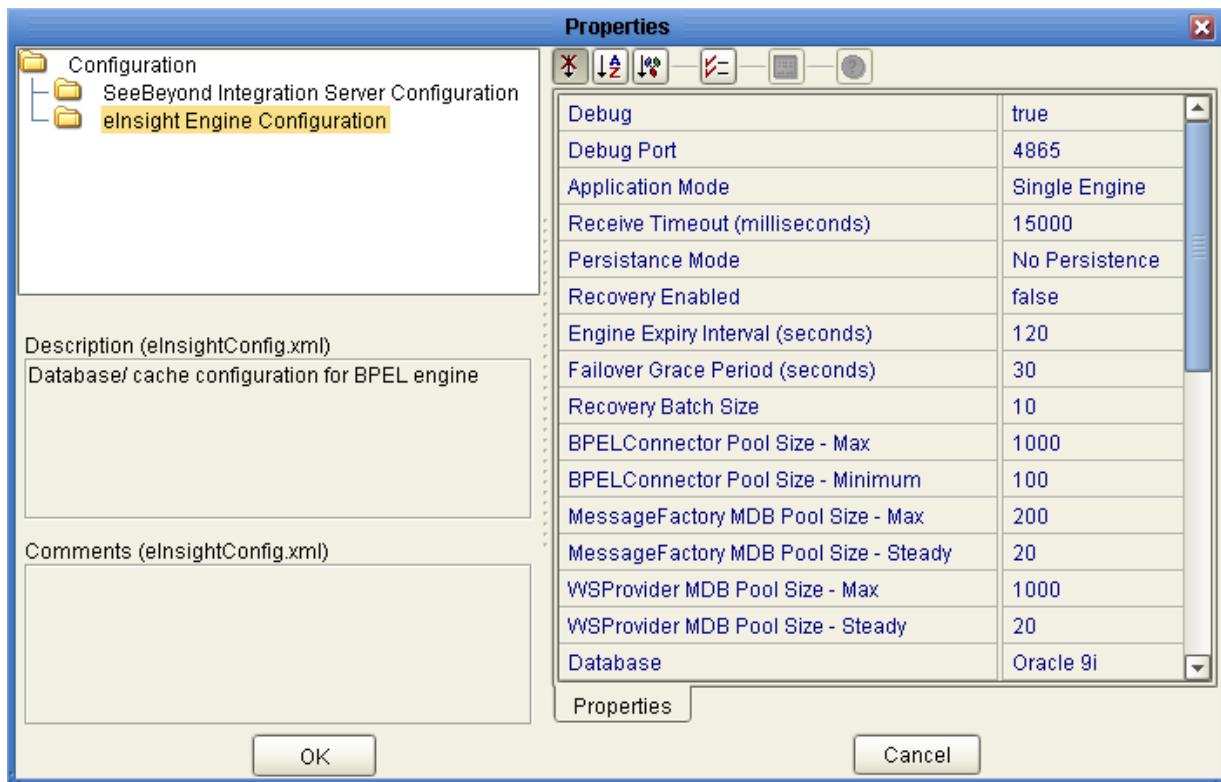 Properties
Configuration
SeeBeyond Integration Server Configuration
eInsight Engine Configuration
Description (eInsightConfig.xml)
Database/ cache configuration for BPEL engine
Comments (eInsightConfig.xml)
OK
Debug true
Debug Port 4865
Application Mode Single Engine
Receive Timeout (milliseconds) 15000
Persistance Mode No Persistence
Recovery Enabled false
Engine Expiry Interval (seconds) 120
Failover Grace Period (seconds) 30
Recovery Batch Size 10
BPELConnector Pool Size - Max 1000
BPELConnector Pool Size - Minimum 100
MessageFactory MDB Pool Size - Max 200
MessageFactory MDB Pool Size - Steady 20
WSProvider MDB Pool Size - Max 1000
WSProvider MDB Pool Size - Steady 20
Database Oracle 9i
Properties
Cancel